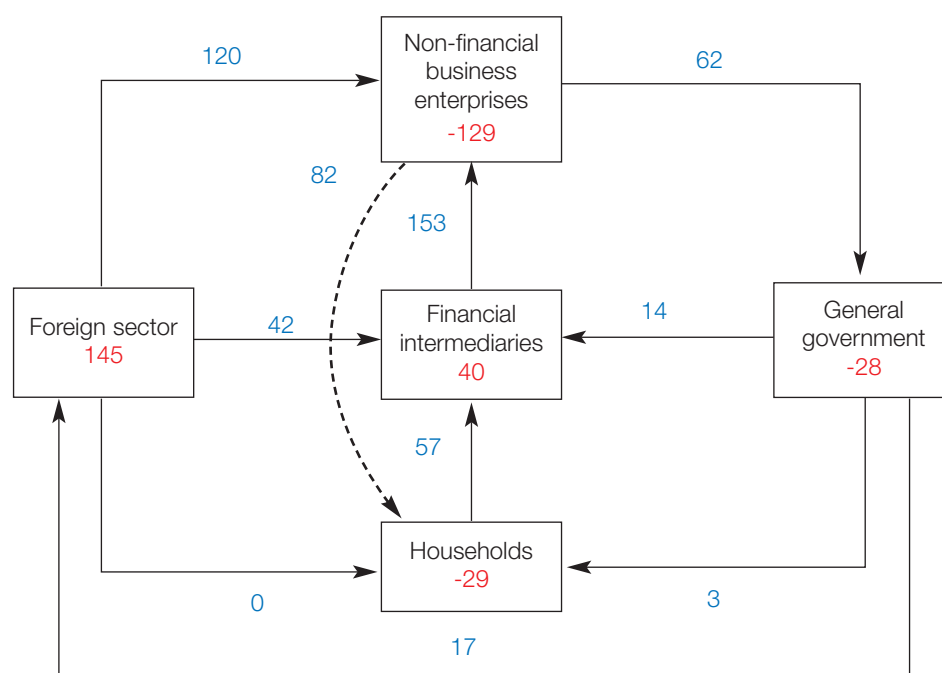 Non-financial
business
enterprises
-129
120
62
82
153
Foreign sector
145
42
Financial
intermediaries
40
14
General
government
-28
57
Households
-29
0
3
17